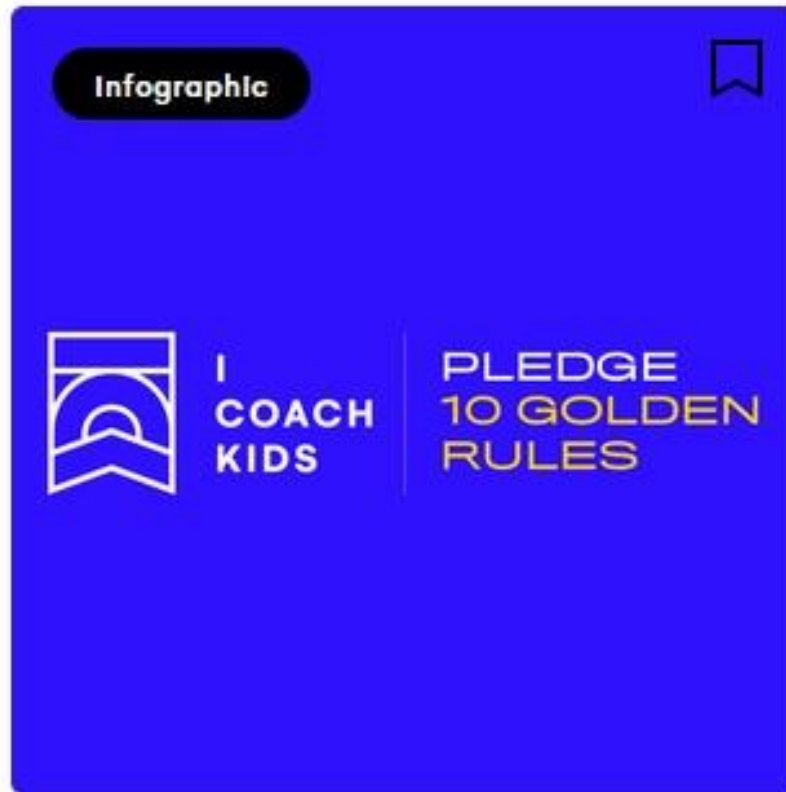 Infographic
I
COACH
KIDS
PLEDGE
10 GOLDEN
RULES